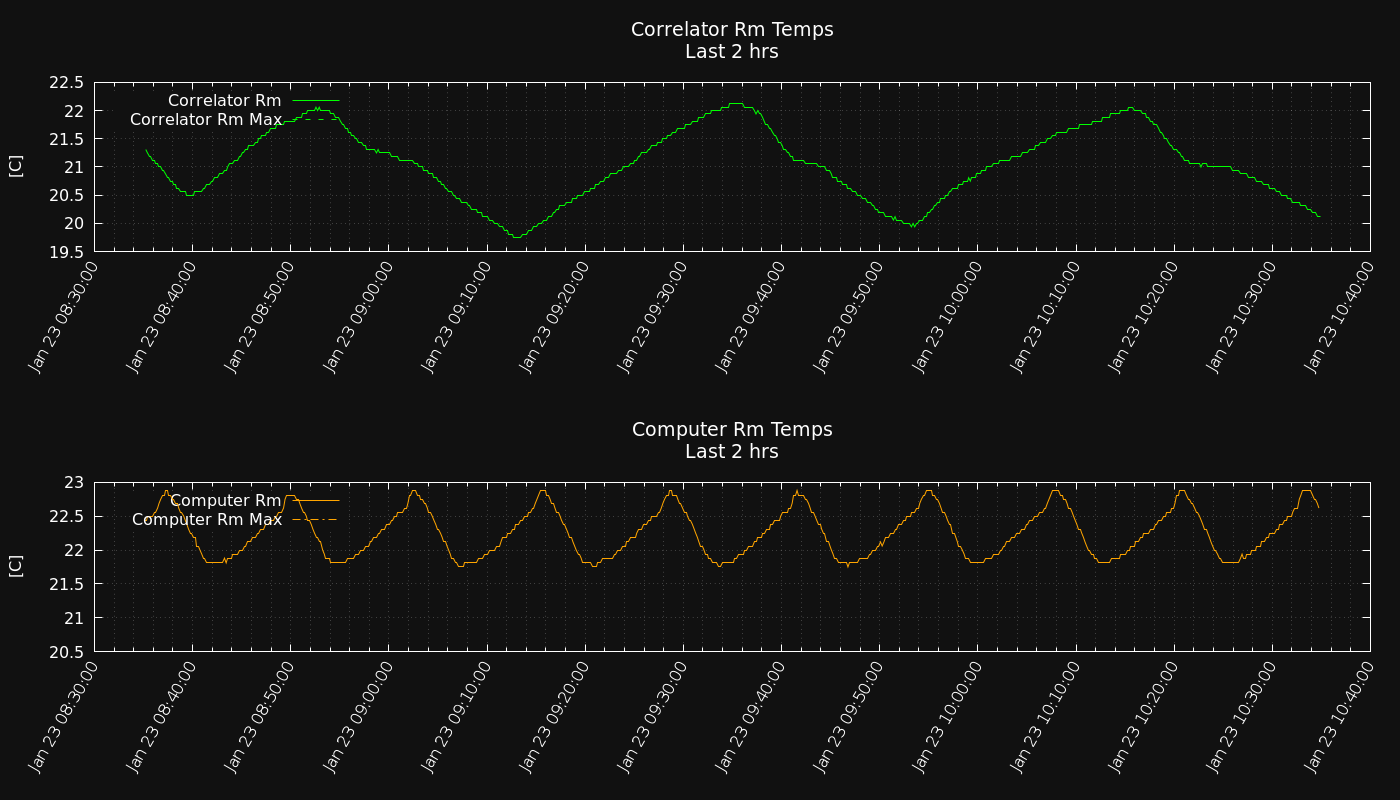 Correlator Rm Temps
Last 2 hrs
22.5
22
21.5
21
20.5
20
19.5
[C]
Correlator Rm
Correlator Rm Max
Jan 23 08:30:00
Jan 23 08:40:00
Jan 23 08:50:00
Jan 23 09:00:00
Jan 23 09:10:00
Jan 23 09:20:00
Jan 23 09:30:00
Jan 23 09:40:00
Jan 23 09:50:00
Jan 23 10:00:00
Jan 23 10:10:00
Jan 23 10:20:00
Jan 23 10:30:00
Jan 23 10:40:00
Computer Rm Temps
Last 2 hrs
23
22.5
22
21.5
21
20.5
[C]
Computer Rm
Computer Rm Max
Jan 23 08:30:00
Jan 23 08:40:00
Jan 23 08:50:00
Jan 23 09:00:00
Jan 23 09:10:00
Jan 23 09:20:00
Jan 23 09:30:00
Jan 23 09:40:00
Jan 23 09:50:00
Jan 23 10:00:00
Jan 23 10:10:00
Jan 23 10:20:00
Jan 23 10:30:00
Jan 23 10:40:00